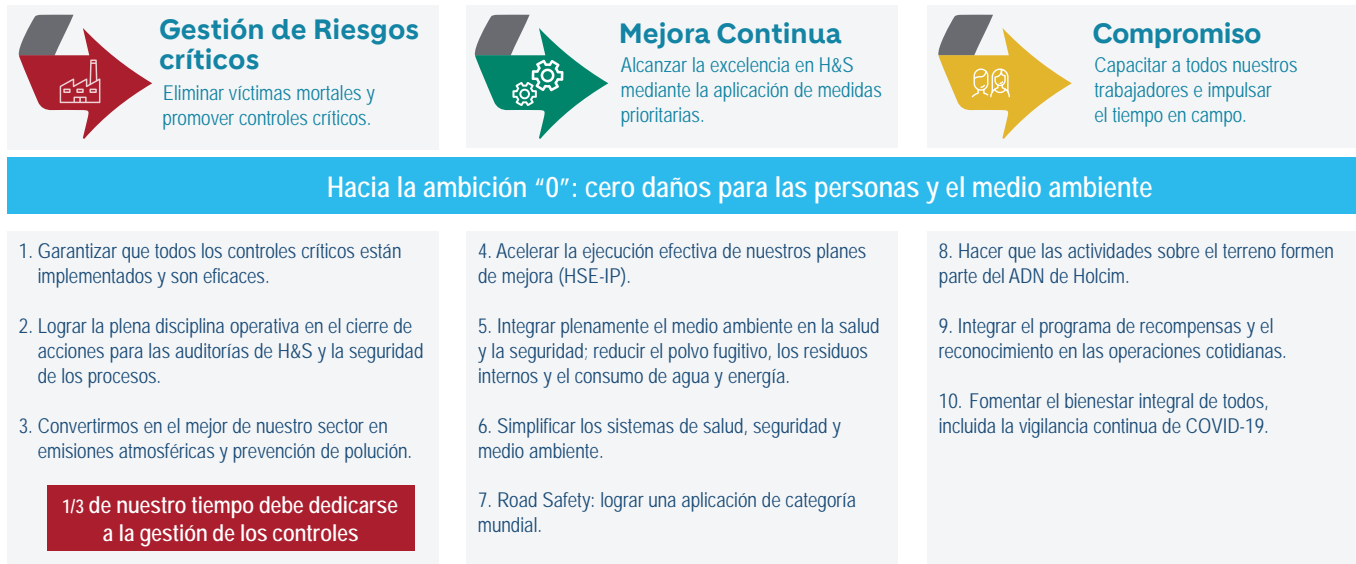 Gestión de Riesgos
críticos
Eliminar víctimas mortales y
promover controles críticos.
Mejora Continua
Alcanzar la excelencia en H&S
mediante la aplicación de medidas
prioritarias.
Compromiso
Capacitar a todos nuestros
trabajadores e impulsar
el tiempo en campo.
Hacia la ambición "0": cero daños para las personas y el medio ambiente
1. Garantizar que todos los controles críticos están
implementados y son eficaces.
2. Lograr la plena disciplina operativa en el cierre de
acciones para las auditorías de H&S y la seguridad
de los procesos.
3. Convertirmos en el mejor de nuestro sector en
emisiones atmosféricas y prevención de polución.
1/3 de nuestro tiempo debe dedicarse
a la gestión de los controles
4. Acelerar la ejecución efectiva de nuestros planes
de mejora (HSE-IP).
5. Integrar plenamente el medio ambiente en la salud
y la seguridad; reducir el polvo fugitivo, los residuos
internos y el consumo de agua y energía.
6. Simplificar los sistemas de salud, seguridad y
medio ambiente.
7. Road Safety: lograr una aplicación de categoría
mundial.
8. Hacer que las actividades sobre el terreno formen
parte del ADN de Holcim.
9. Integrar el programa de recompensas y el
reconocimiento en las operaciones cotidianas.
10. Fomentar el bienestar integral de todos,
incluida la vigilancia continua de COVID-19.